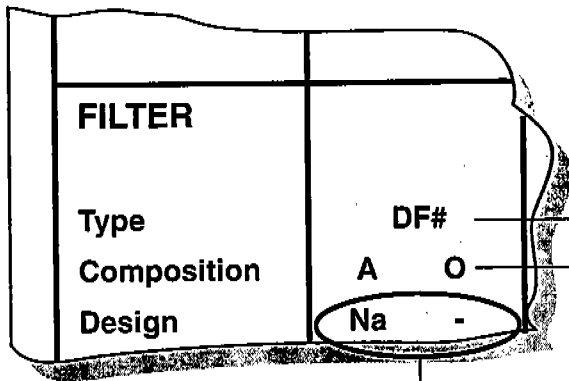 FILTER
Type DF#
Composition A O
Design Na -